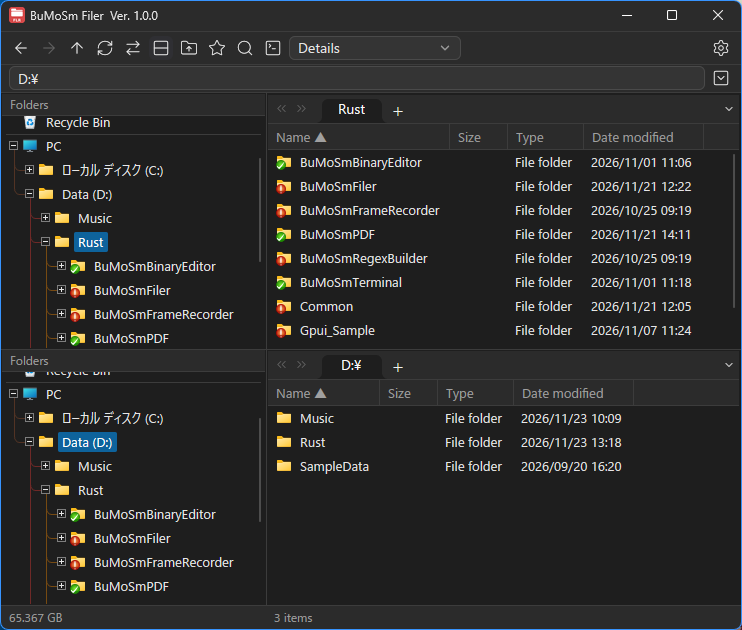 BuMoSm Filer Ver. 1.0.0
Details
D:¥
Folders
Recycle Bin
PC
ローカル ディスク (C:)
Data (D:)
Music
Rust
BuMoSmBinaryEditor
BuMoSmFiler
BuMoSmFrameRecorder
BuMoSmPDF
Rust
Name Size Type Date modified
BuMoSmBinaryEditor File folder 2026/11/01 11:06
BuMoSmFiler File folder 2026/11/21 12:22
BuMoSmFrameRecorder File folder 2026/10/25 09:19
BuMoSmPDF File folder 2026/11/21 14:11
BuMoSmRegexBuilder File folder 2026/10/25 09:19
BuMoSmTerminal File folder 2026/11/01 11:18
Common File folder 2026/11/21 12:05
Gpui_Sample File folder 2026/11/07 11:24
Folders
Recycle Bin
PC
ローカル ディスク (C:)
Data (D:)
Music
Rust
BuMoSmBinaryEditor
BuMoSmFiler
BuMoSmFrameRecorder
BuMoSmPDF
D:¥
Name Size Type Date modified
Music File folder 2026/11/23 10:09
Rust File folder 2026/11/23 13:18
SampleData File folder 2026/09/20 16:20
65.367 GB
3 items